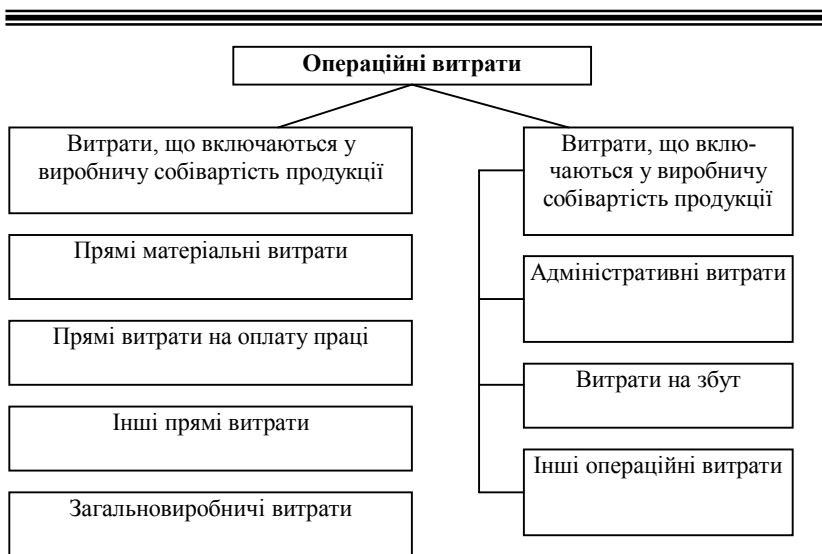 Операційні витрати
Витрати, що включаються у
виробничу собівартість продукції
Прямі матеріальні витрати
Прямі витрати на оплату праці
Інші прямі витрати
Загальновиробничі витрати
Витрати, що вклю-
чаються у виробничу
собівартість продукції
Адміністративні витрати
Витрати на збут
Інші операційні витрати